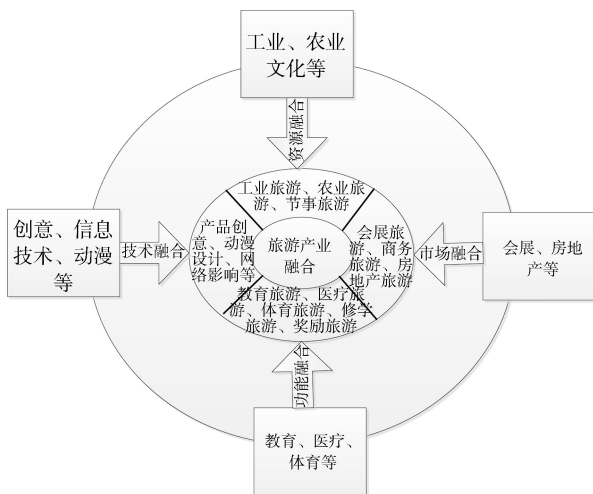 工业、农业
文化等
资源融合
工业旅游、农业旅
游、节事旅游
创意、信息
技术、动漫
等
技术融合
产品创
意、动漫
设计、网
络影响等
旅游产业
融合
会展旅
游、商务
旅游、房
地产旅游
市场融合
会展、房地
产等
教育旅游、医疗旅
游、体育旅游、修学
旅游、奖励旅游
功能融合
教育、医疗、
体育等